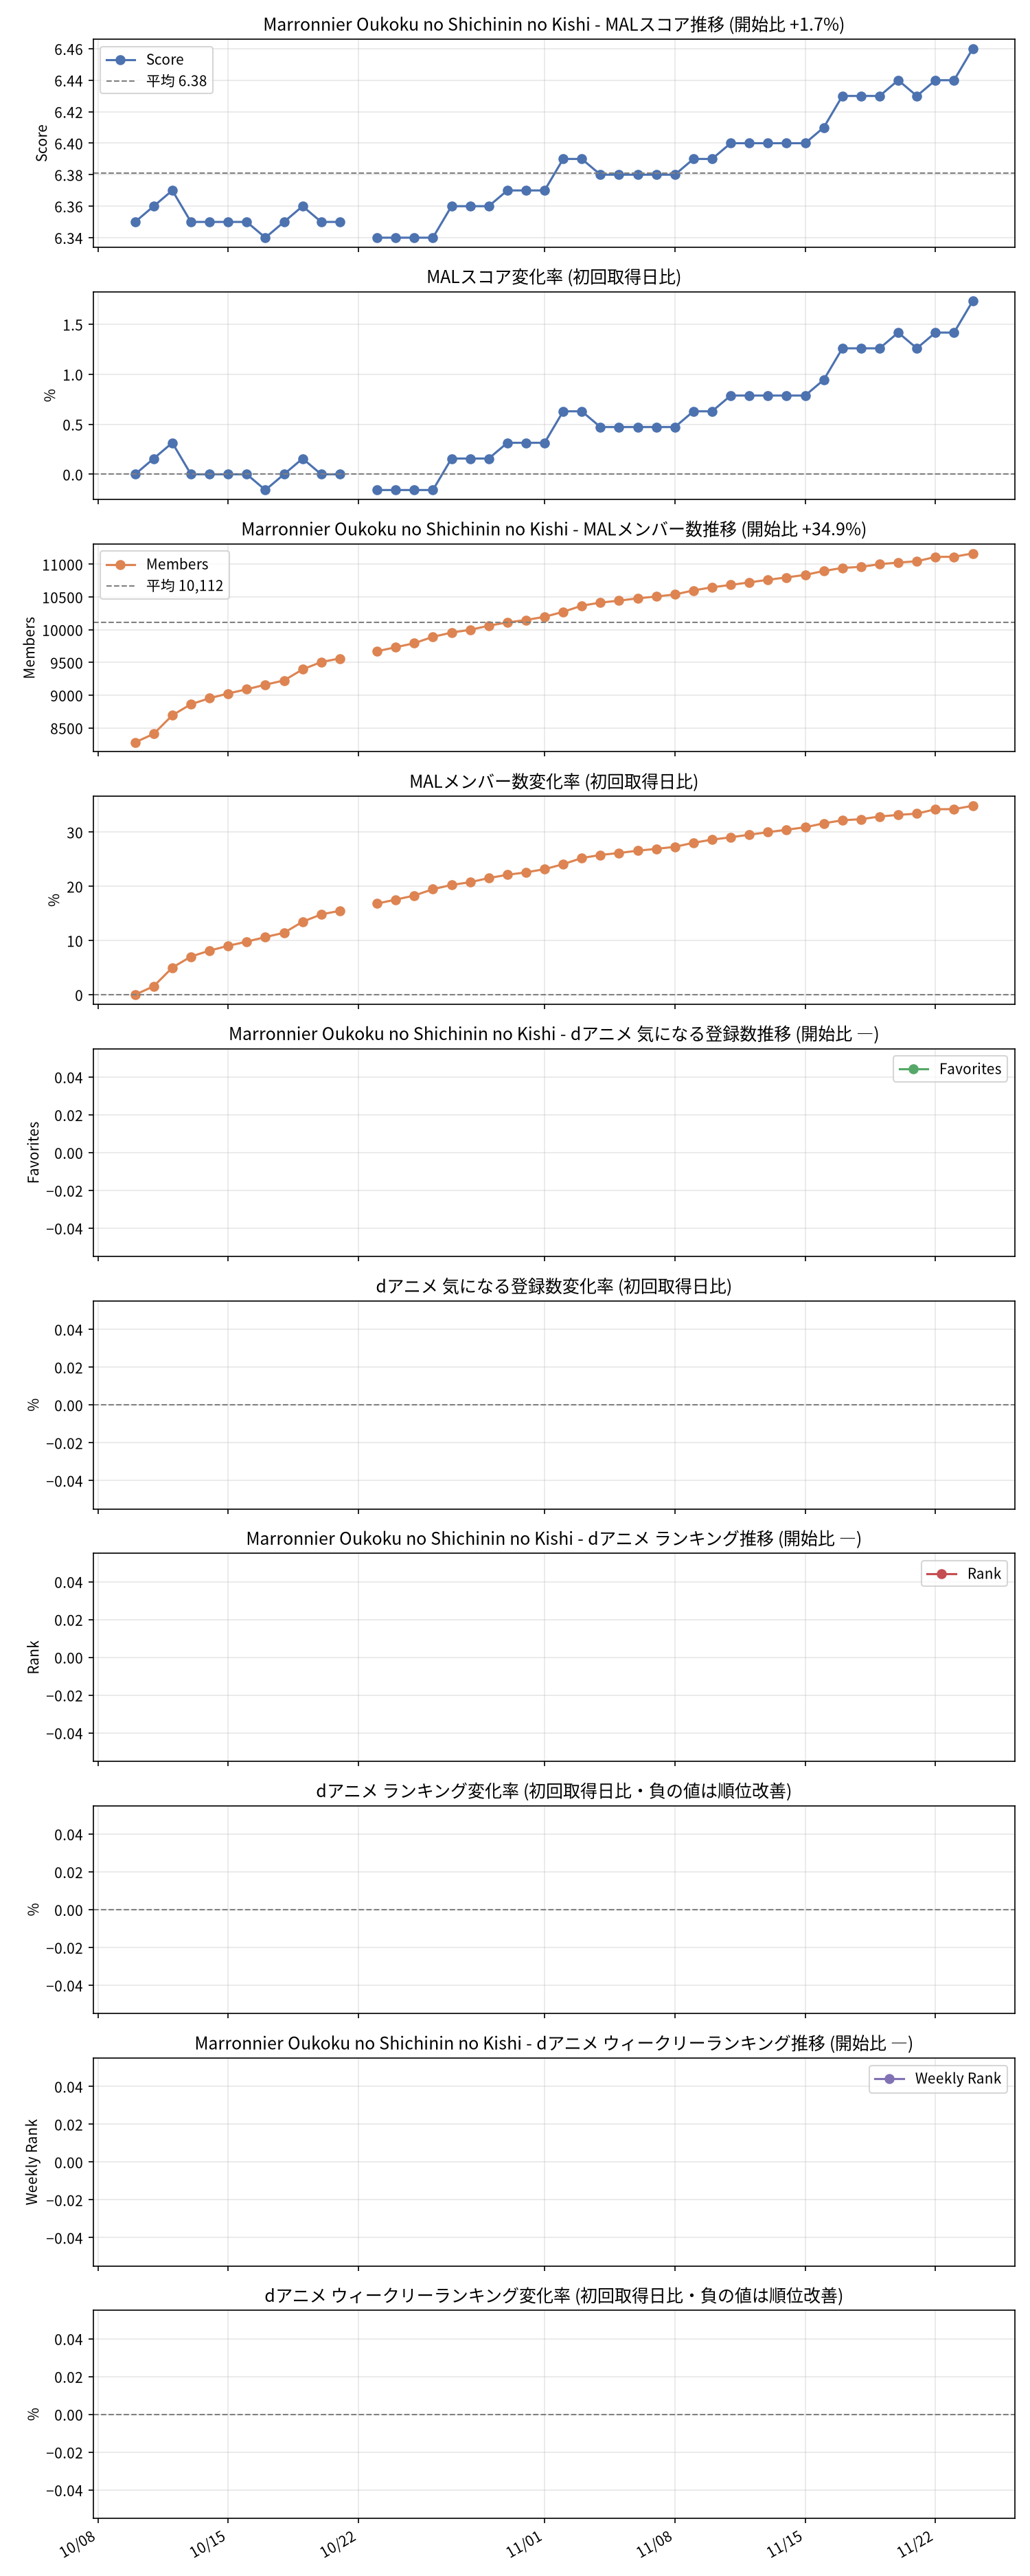 Marronnier Oukoku no Shichinin no Kishi - MALスコア推移 (開始比 +1.7%)
Score
平均 6.38
Score
6.46
6.44
6.42
6.40
6.38
6.36
6.34
MALスコア変化率 (初回取得日比)
%
1.5
1.0
0.5
0.0
Marronnier Oukoku no Shichinin no Kishi - MALメンバー数推移 (開始比 +34.9%)
Members
平均 10,112
Members
11000
10500
10000
9500
9000
8500
MALメンバー数変化率 (初回取得日比)
%
30
20
10
0
Marronnier Oukoku no Shichinin no Kishi - dアニメ 気になる登録数推移 (開始比 —)
Favorites
Favorites
0.04
0.02
0.00
−0.02
−0.04
dアニメ 気になる登録数変化率 (初回取得日比)
%
0.04
0.02
0.00
−0.02
−0.04
Marronnier Oukoku no Shichinin no Kishi - dアニメ ランキング推移 (開始比 —)
Rank
Rank
0.04
0.02
0.00
−0.02
−0.04
dアニメ ランキング変化率 (初回取得日比・負の値は順位改善)
%
0.04
0.02
0.00
−0.02
−0.04
Marronnier Oukoku no Shichinin no Kishi - dアニメ ウィークリーランキング推移 (開始比 —)
Weekly Rank
Weekly Rank
0.04
0.02
0.00
−0.02
−0.04
dアニメ ウィークリーランキング変化率 (初回取得日比・負の値は順位改善)
%
0.04
0.02
0.00
−0.02
−0.04
10/08
10/15
10/22
11/01
11/08
11/15
11/22